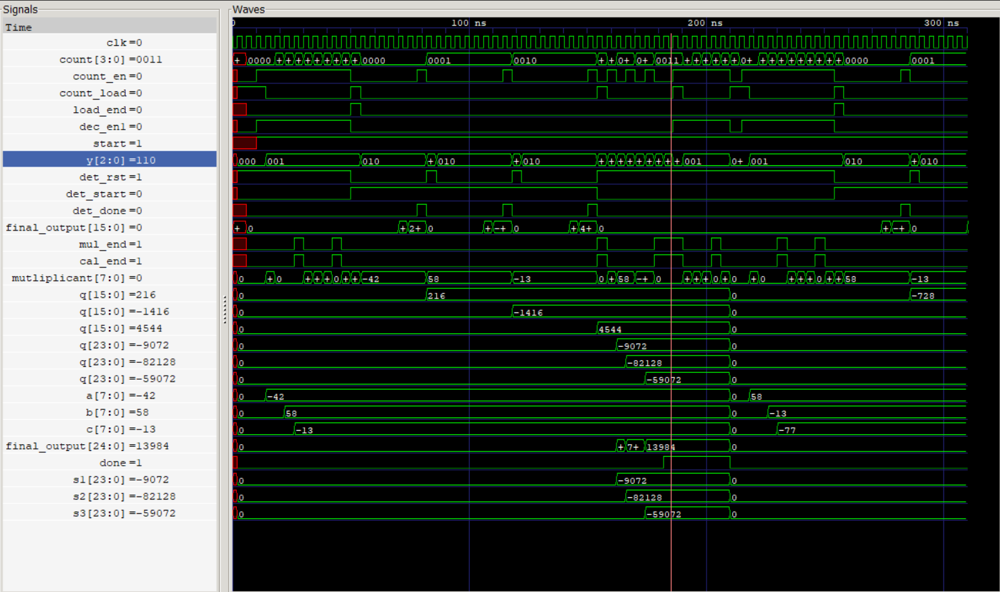 Signals Waves
Time 0 100 ns 200 ns 300 ns
clk=0
count[3:0]=0011 + 0000 + + + + + + + + + 0000 0001 0010 + + 0+ 0+ 0011 + + + + + + 0+ + + + + + + + + + 0000 0001
count_en=0
count_load=0
load_end=0
dec_en1=0
start=1
y[2:0]=110 000 001 010 + 010 + 010 + + + + + + + + + 001 0+ 001 010 + 010
det_rst=1
det_start=0
det_done=0
final_output[15:0]=0 + 0 + 2+ 0 + -+ 0 + 4+ 0 + -+ 0
mul_end=1
cal_end=1
mutliplicant[7:0]=0 0 + 0 + + + 0 + + -42 58 -13 0 + 58 -+ 0 + + + 0 + 0 + 0 + + + 0 + + 58 -13
q[15:0]=216 0 216 0 -728
q[15:0]=-1416 0 -1416 0
q[15:0]=4544 0 4544 0
q[23:0]=-9072 0 -9072 0
q[23:0]=-82128 0 -82128 0
q[23:0]=-59072 0 -59072 0
a[7:0]=-42 0 -42 0 58
b[7:0]=58 0 58 0 -13
c[7:0]=-13 0 -13 0 -77
final_output[24:0]=13984 0 + 7+ 13984 0
done=1
s1[23:0]=-9072 0 -9072 0
s2[23:0]=-82128 0 -82128 0
s3[23:0]=-59072 0 -59072 0